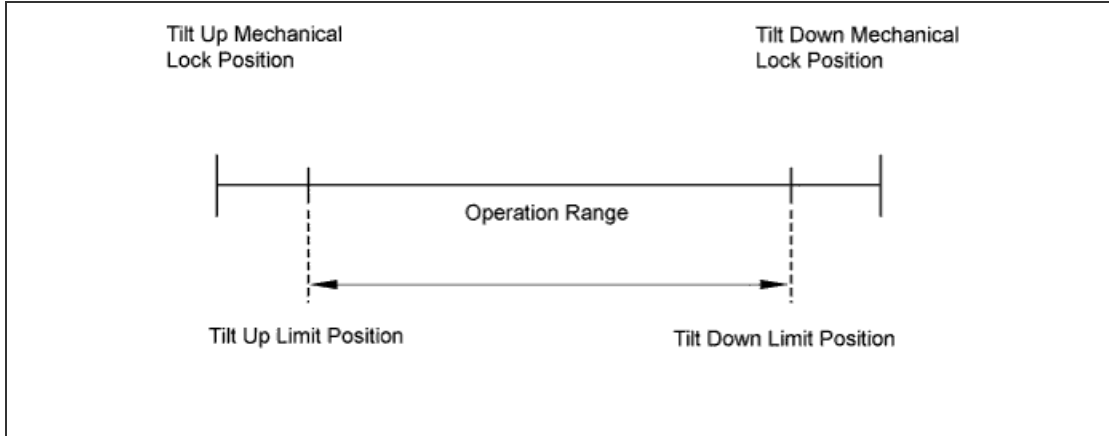 Tilt Up Mechanical
Lock Position
Tilt Down Mechanical
Lock Position
Operation Range
Tilt Up Limit Position
Tilt Down Limit Position